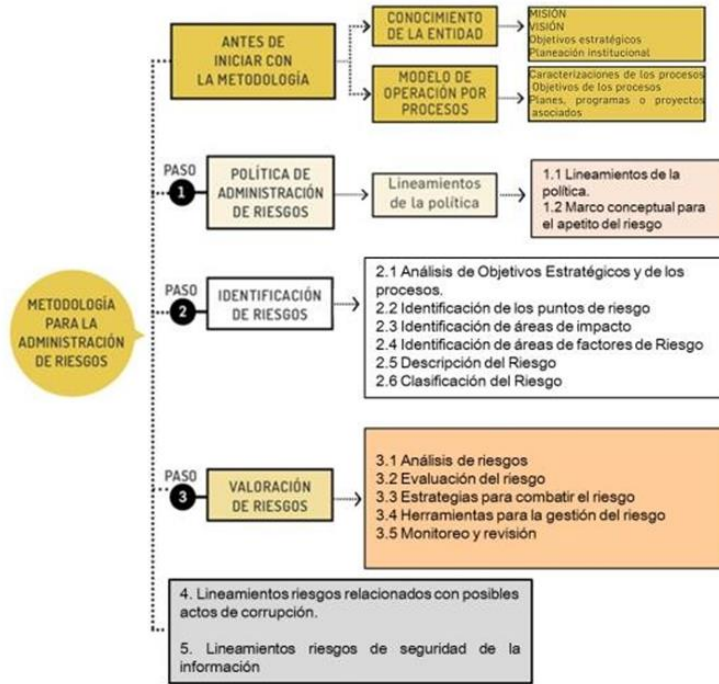 ANTES DE
INICIAR CON
LA METODOLOGÍA
CONOCIMIENTO
DE LA ENTIDAD
MISIÓN
VISIÓN
Objetivos estratégicos
Planeación institucional
MODELO DE
OPERACIÓN POR
PROCESOS
Caracterizaciones de los procesos
Objetivos de los procesos
Planes, programas o proyectos
asociados
METODOLOGÍA
PARA LA
ADMINISTRACIÓN
DE RIESGOS
PASO
1
POLÍTICA DE
ADMINISTRACIÓN
DE RIESGOS
Lineamientos
de la política
1.1 Lineamientos de la
política.
1.2 Marco conceptual para
el apetito del riesgo
PASO
2
IDENTIFICACIÓN
DE RIESGOS
2.1 Análisis de Objetivos Estratégicos y de los
procesos.
2.2 Identificación de los puntos de riesgo
2.3 Identificación de áreas de impacto
2.4 Identificación de áreas de factores de Riesgo
2.5 Descripción del Riesgo
2.6 Clasificación del Riesgo
PASO
3
VALORACIÓN
DE RIESGOS
3.1 Análisis de riesgos
3.2 Evaluación del riesgo
3.3 Estrategias para combatir el riesgo
3.4 Herramientas para la gestión del riesgo
3.5 Monitoreo y revisión
4. Lineamientos riesgos relacionados con posibles
actos de corrupción.
5. Lineamientos riesgos de seguridad de la
información